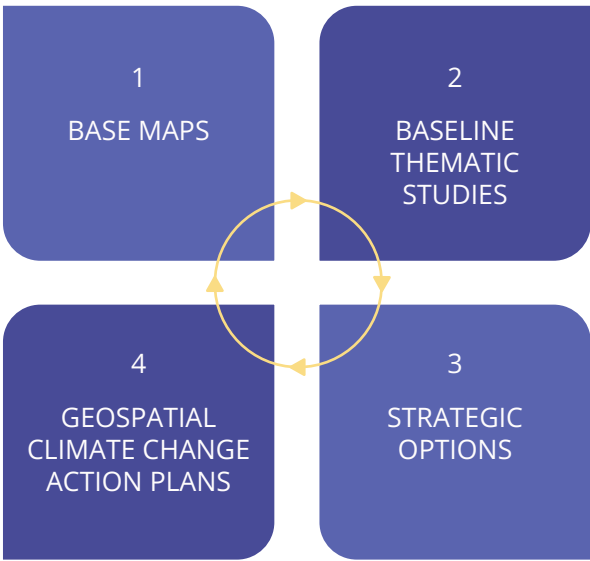 1
BASE MAPS
2
BASELINE
THEMATIC
STUDIES
4
GEOSPATIAL
CLIMATE CHANGE
ACTION PLANS
3
STRATEGIC
OPTIONS